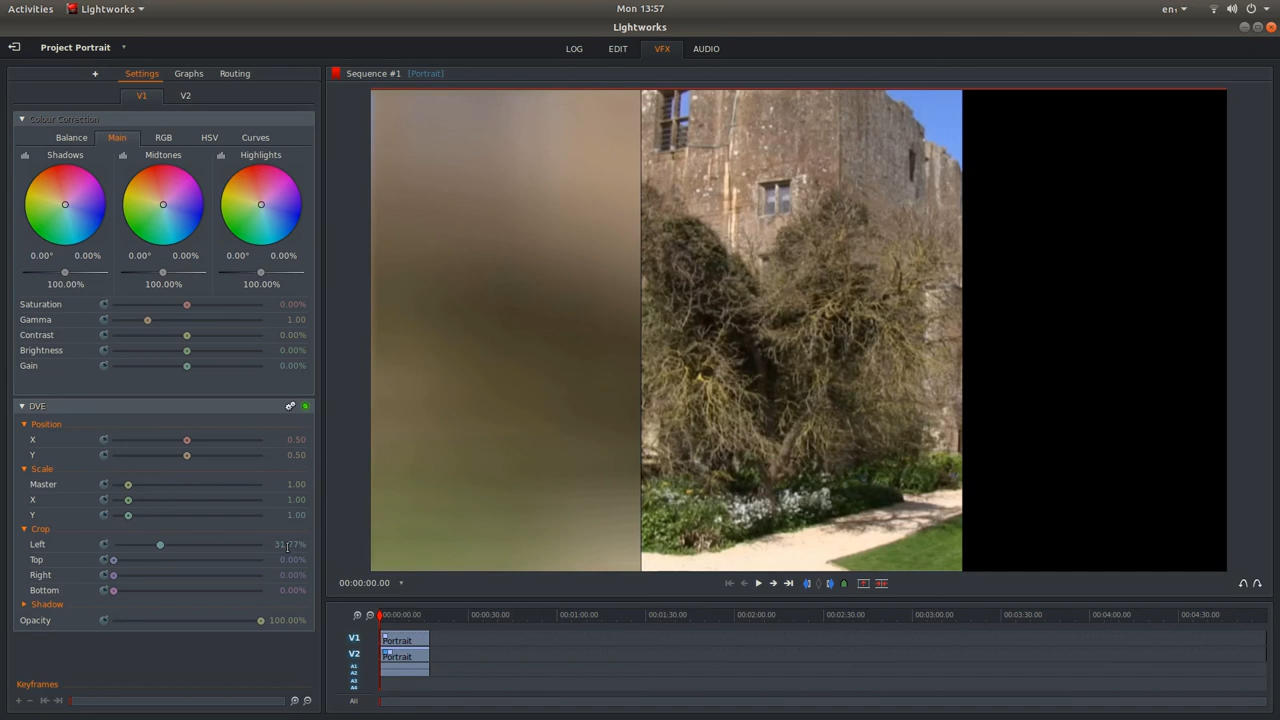 Activities Lightworks Mon 13:57 en₁
Lightworks
Project Portrait LOG EDIT VFX AUDIO
+ Settings Graphs Routing Sequence #1 [Portrait]
V1 V2
Colour Correction
Balance Main RGB HSV Curves
Shadows Midtones Highlights
0.00° 0.00% 0.00° 0.00% 0.00° 0.00%
100.00% 100.00% 100.00%
Saturation 0.00%
Gamma 1.00
Contrast 0.00%
Brightness 0.00%
Gain 0.00%
DVE
Position
X 0.50
Y 0.50
Scale
Master 1.00
X 1.00
Y 1.00
Crop
Left
Top 0.00%
Right 0.00%
Bottom 0.00%
Shadow
Opacity 100.00%
00:00:00.00
00:00:00.00 00:00:30.00 00:01:00.00 00:01:30.00 00:02:00.00 00:02:30.00 00:03:00.00 00:03:30.00 00:04:00.00 00:04:30.00
V1 Portrait
V2 Portrait
A1
A2
A3
A4
All
Keyframes